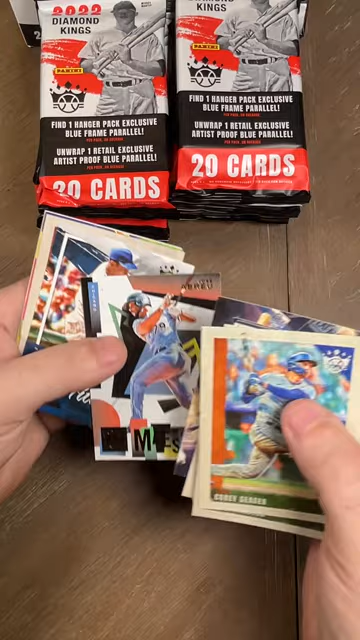 2022
DIAMOND
KINGS
PANINI
FIND 1 HANGER PACK EXCLUSIVE
BLUE FRAME PARALLEL!
UNWRAP 1 RETAIL EXCLUSIVE
ARTIST PROOF BLUE PARALLEL!
20 CARDS
KINGS
PANINI
FIND 1 HANGER PACK EXCLUSIVE
BLUE FRAME PARALLEL!
UNWRAP 1 RETAIL EXCLUSIVE
ARTIST PROOF BLUE PARALLEL!
20 CARDS
COREY SEAGER